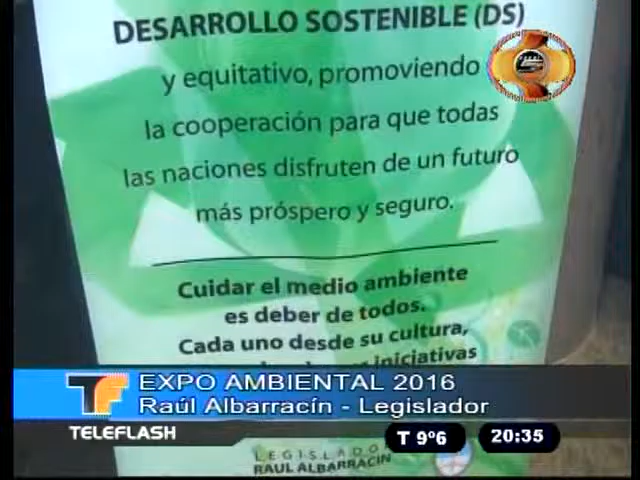 DESARROLLO SOSTENIBLE (DS)
y equitativo, promoviendo
la cooperación para que todas
las naciones disfruten de un futuro
más próspero y seguro.
Cuidar el medio ambiente
es deber de todos.
Cada uno desde su cultura,
iniciativas
TF
EXPO AMBIENTAL 2016
Raúl Albarracín - Legislador
TELEFLASH
T 9º6
20:35
LEGISLADOR
RAUL ALBARRACIN